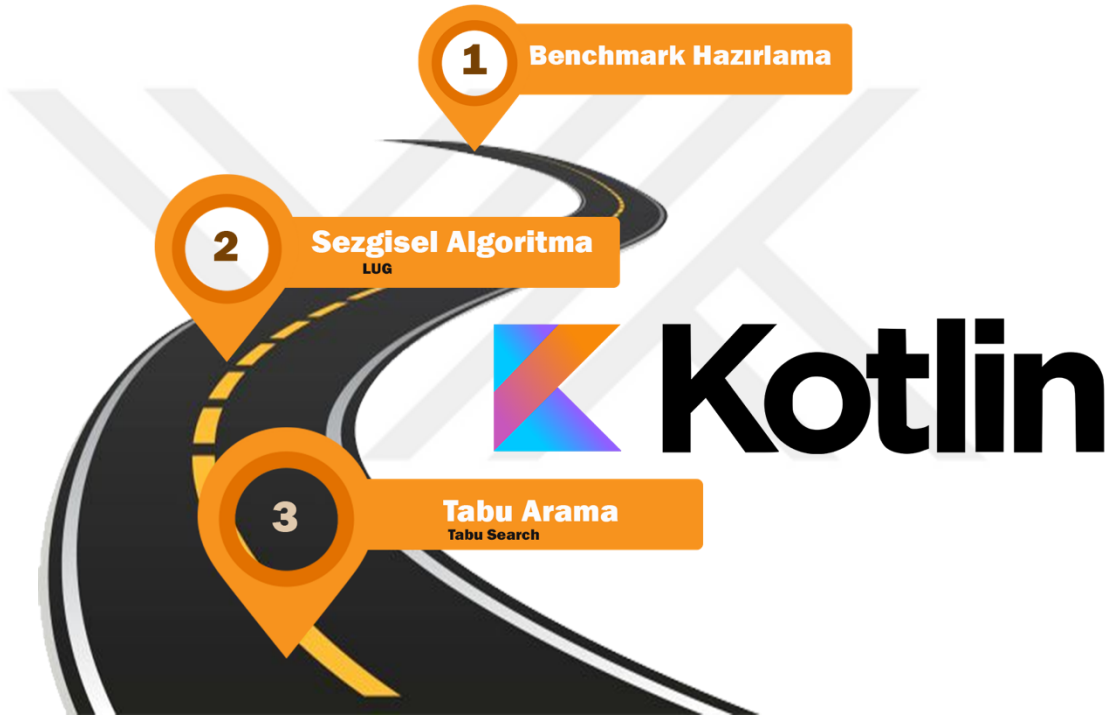 1
Benchmark Hazırlama
2
Sezgisel Algoritma
LUG
Kotlin
3
Tabu Arama
Tabu Search